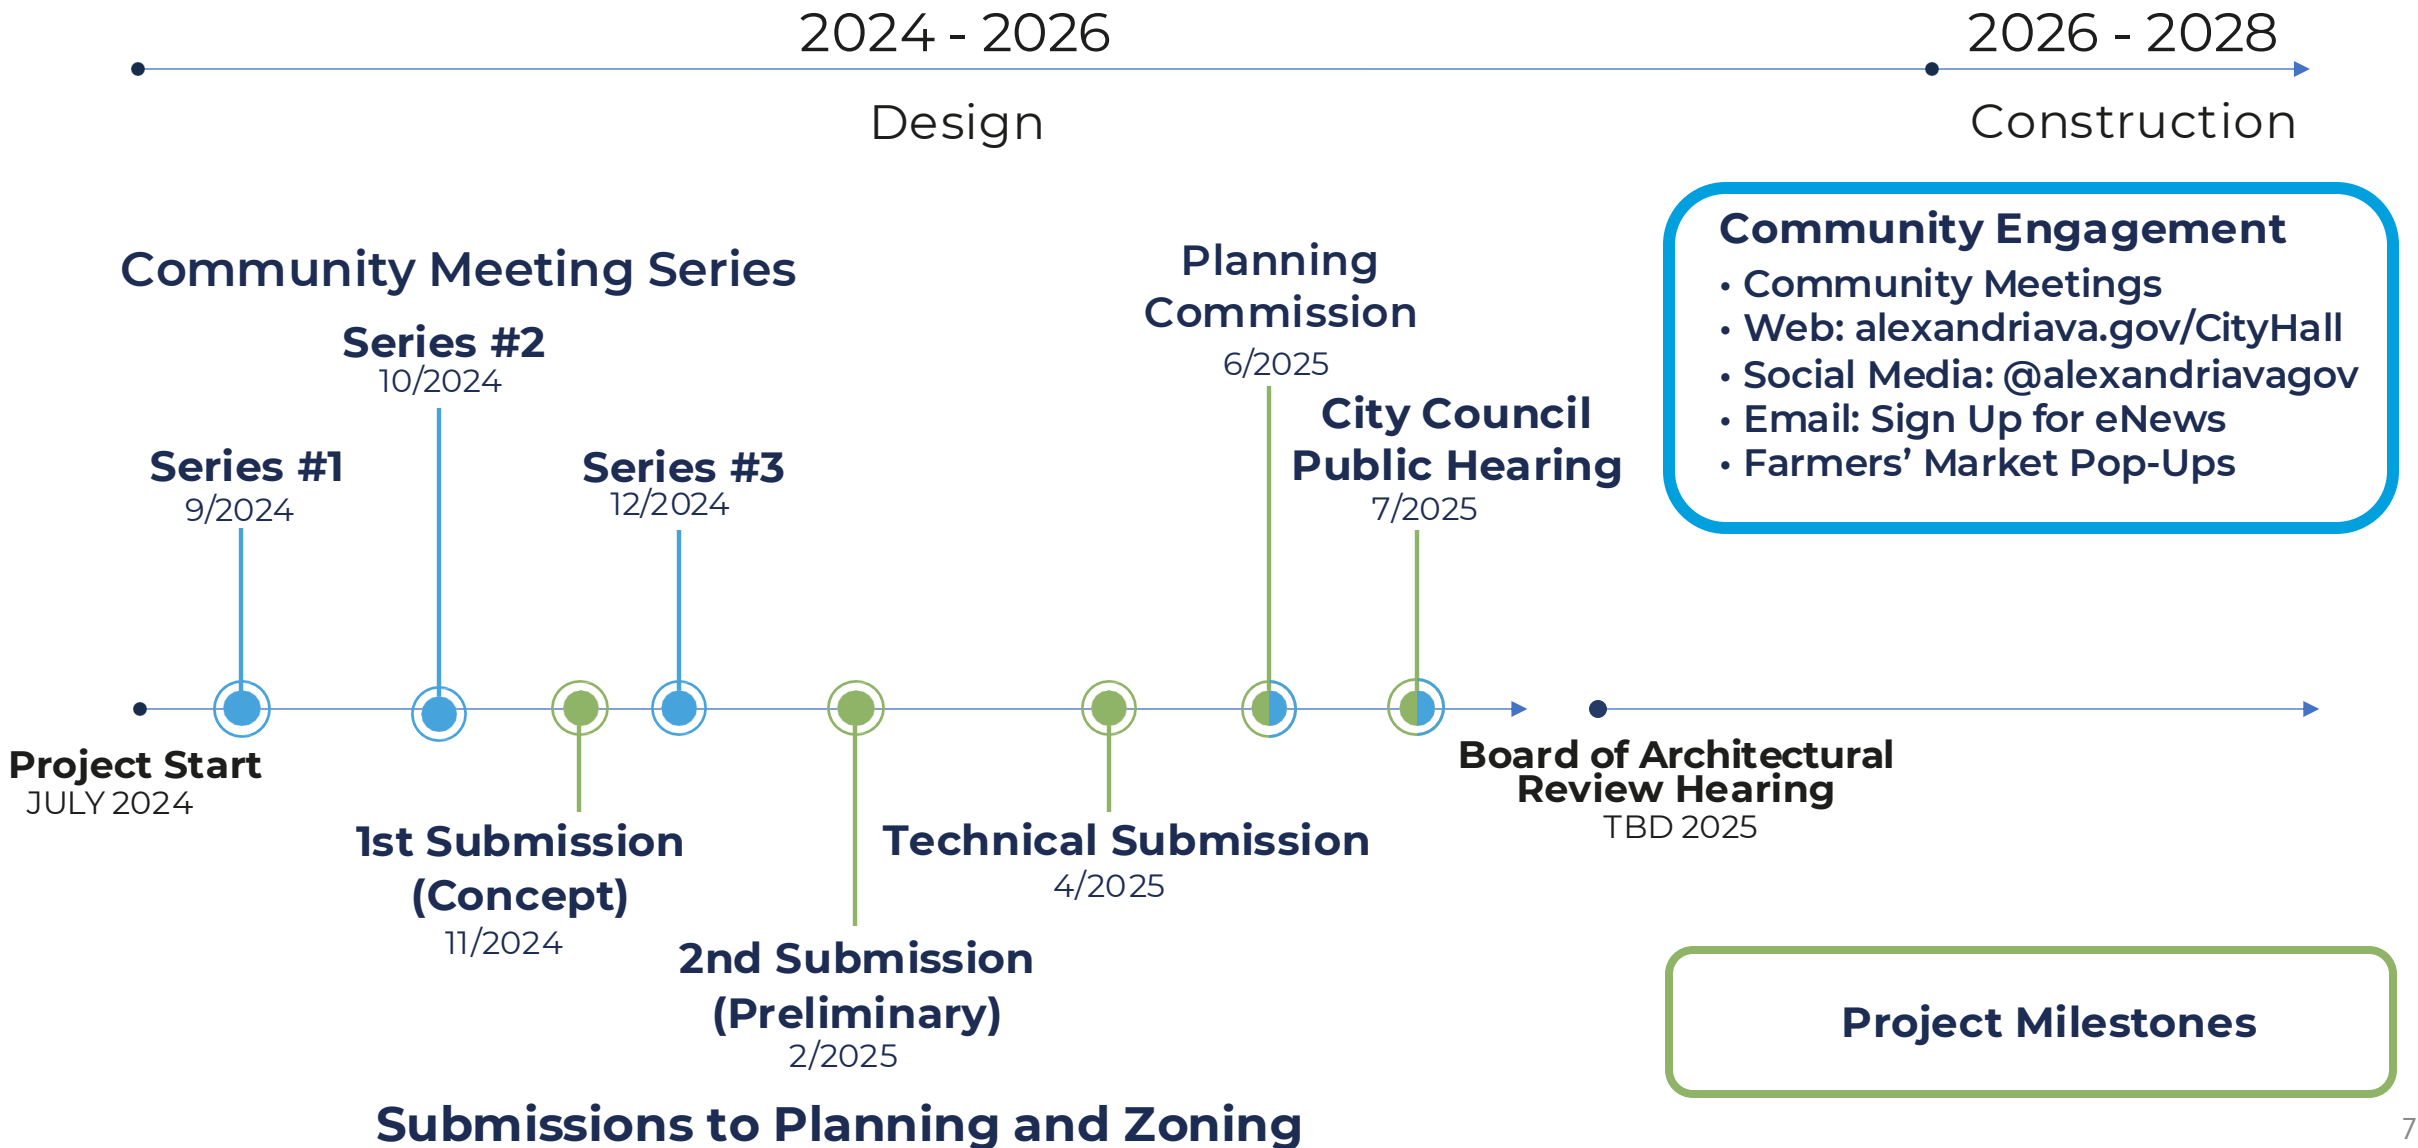 2024 - 2026
2026 - 2028
Design
Construction
Community Engagement
• Community Meetings
• Web: alexandriava.gov/CityHall
• Social Media: @alexandriavagov
• Email: Sign Up for eNews
• Farmers’ Market Pop-Ups
Community Meeting Series
Series #1
9/2024
Series #2
10/2024
Series #3
12/2024
Planning
Commission
6/2025
City Council
Public Hearing
7/2025
Project Start
JULY 2024
1st Submission
(Concept)
11/2024
2nd Submission
(Preliminary)
2/2025
Technical Submission
4/2025
Board of Architectural
Review Hearing
TBD 2025
Project Milestones
Submissions to Planning and Zoning
7